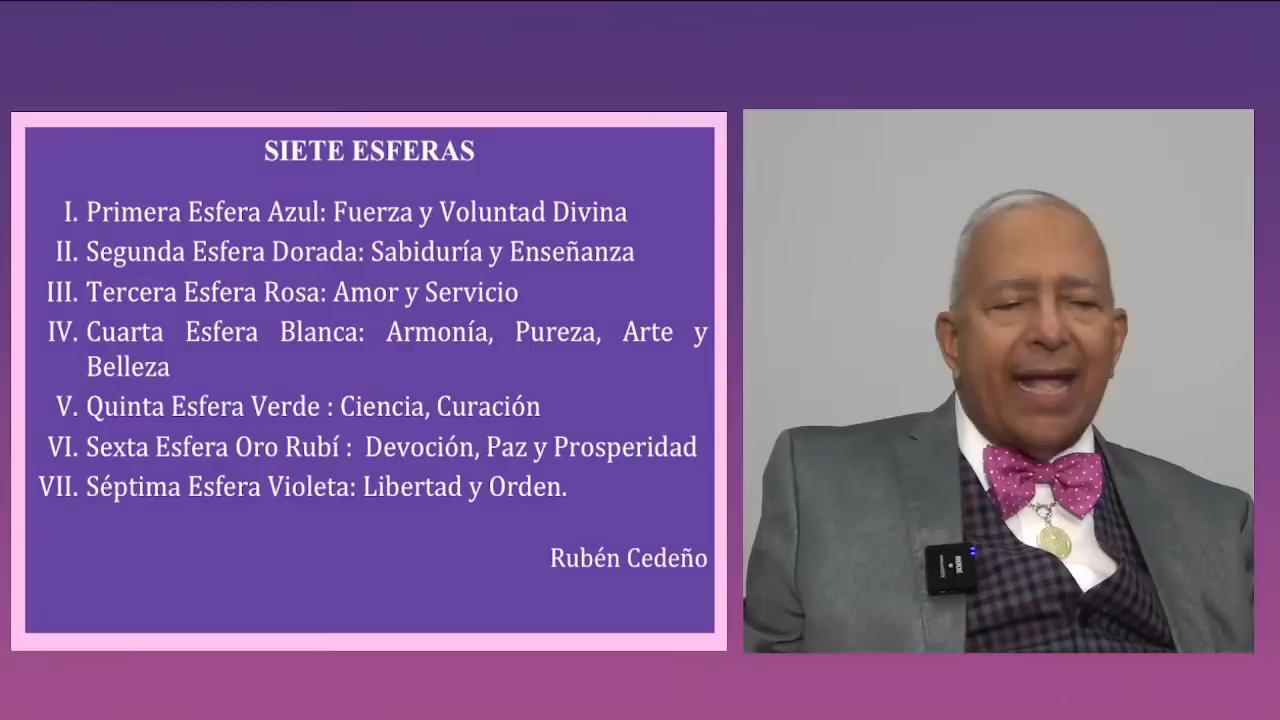 SIETE ESFERAS
I. Primera Esfera Azul: Fuerza y Voluntad Divina
II. Segunda Esfera Dorada: Sabiduría y Enseñanza
III. Tercera Esfera Rosa: Amor y Servicio
IV. Cuarta Esfera Blanca: Armonía, Pureza, Arte y
Belleza
V. Quinta Esfera Verde : Ciencia, Curación
VI. Sexta Esfera Oro Rubí : Devoción, Paz y Prosperidad
VII. Séptima Esfera Violeta: Libertad y Orden.
Rubén Cedeño
RØDE